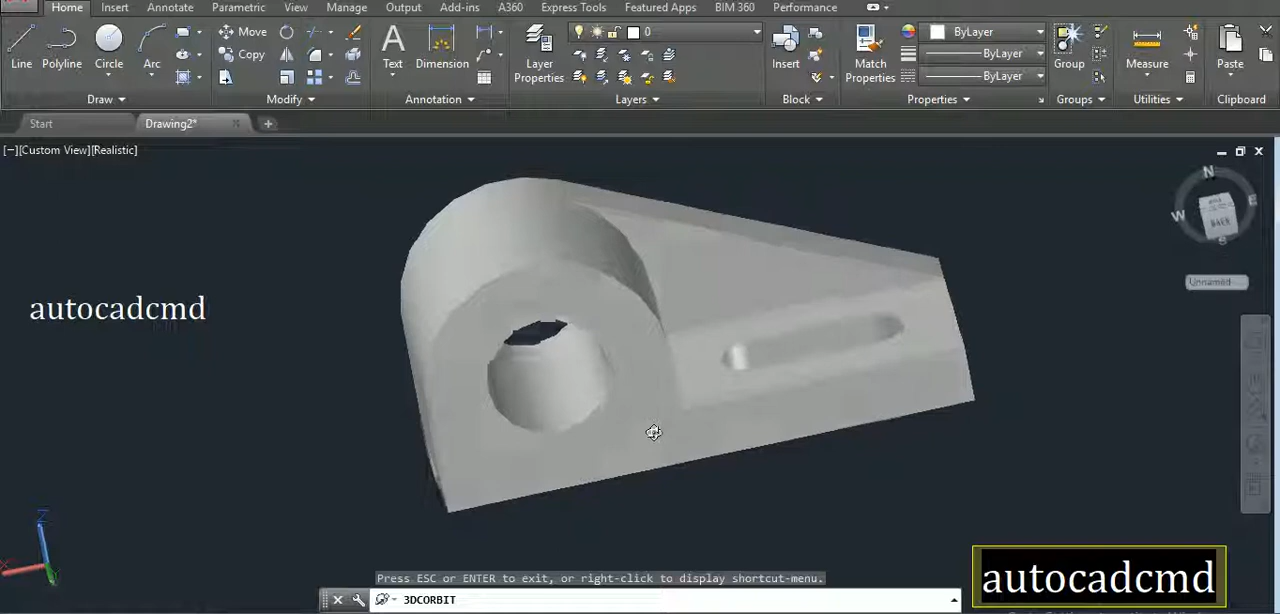 Home Insert Annotate Parametric View Manage Output Add-ins A360 Express Tools Featured Apps BIM 360 Performance
Line Polyline Circle Arc
Move
Copy
Text Dimension
Layer Properties
0
Insert
Match Properties
ByLayer
ByLayer
ByLayer
Group
Measure
Paste
Draw Modify Annotation Layers Block Properties Groups Utilities Clipboard
Start Drawing2*
[−][Custom View][Realistic]
N
W E
S
BACK
Unnamed
autocadcmd
Z
X
Press ESC or ENTER to exit, or right-click to display shortcut-menu.
3DCORBIT
autocadcmd